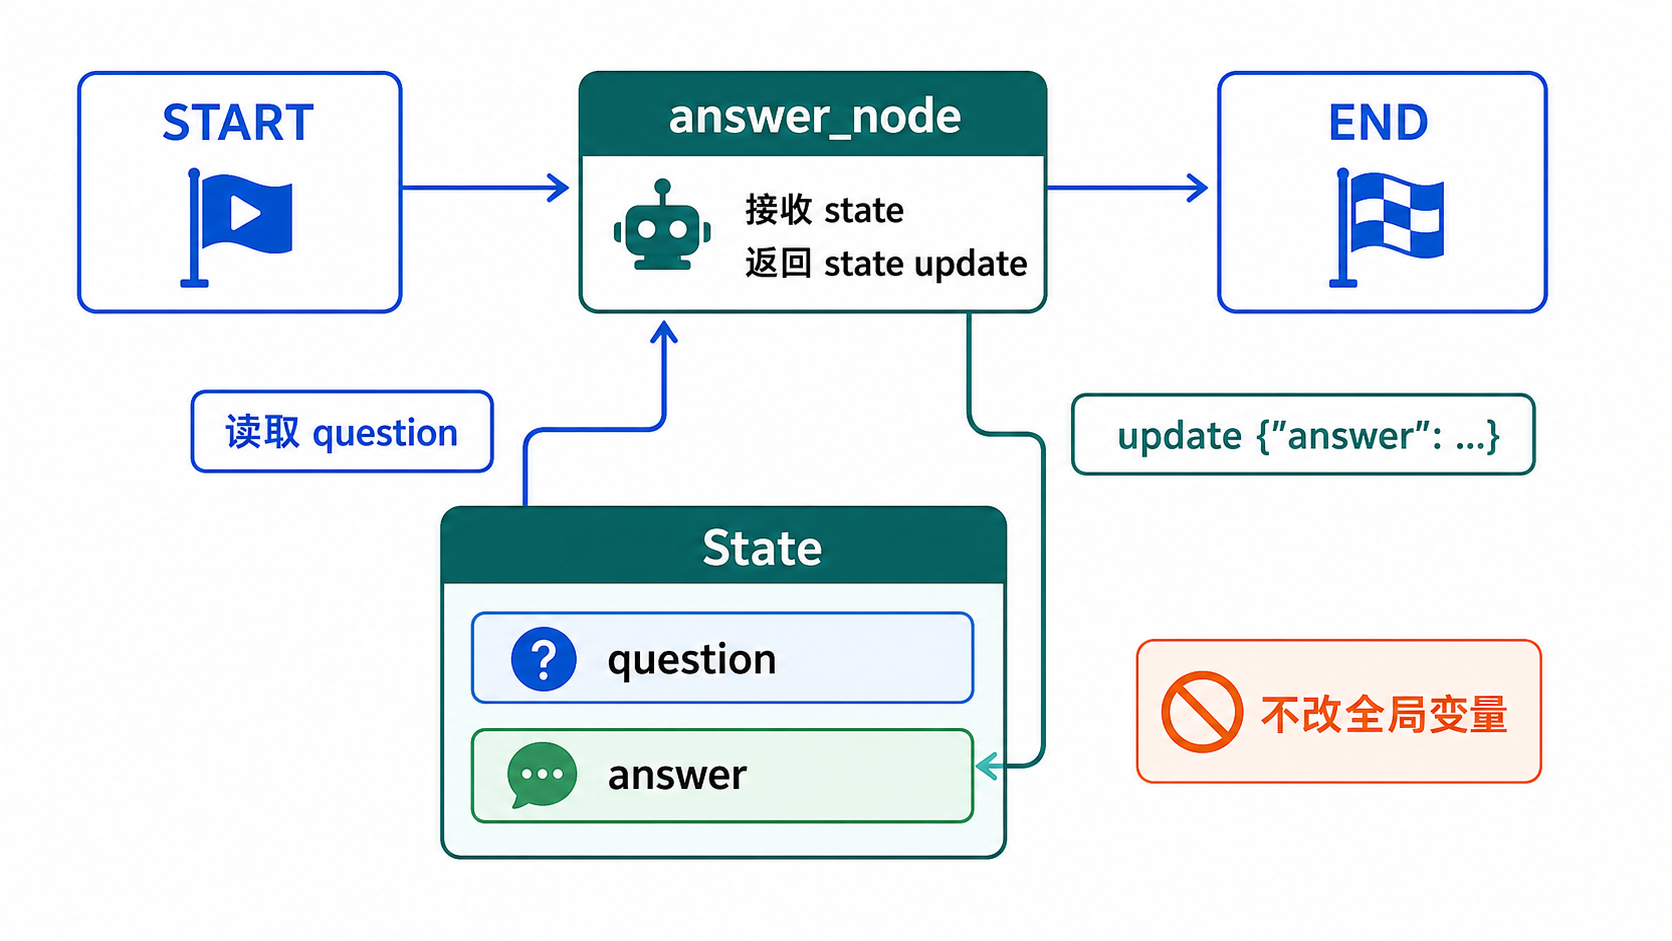 START
answer_node
接收 state
返回 state update
END
读取 question
update {"answer": ...}
State
question
answer
不改全局变量